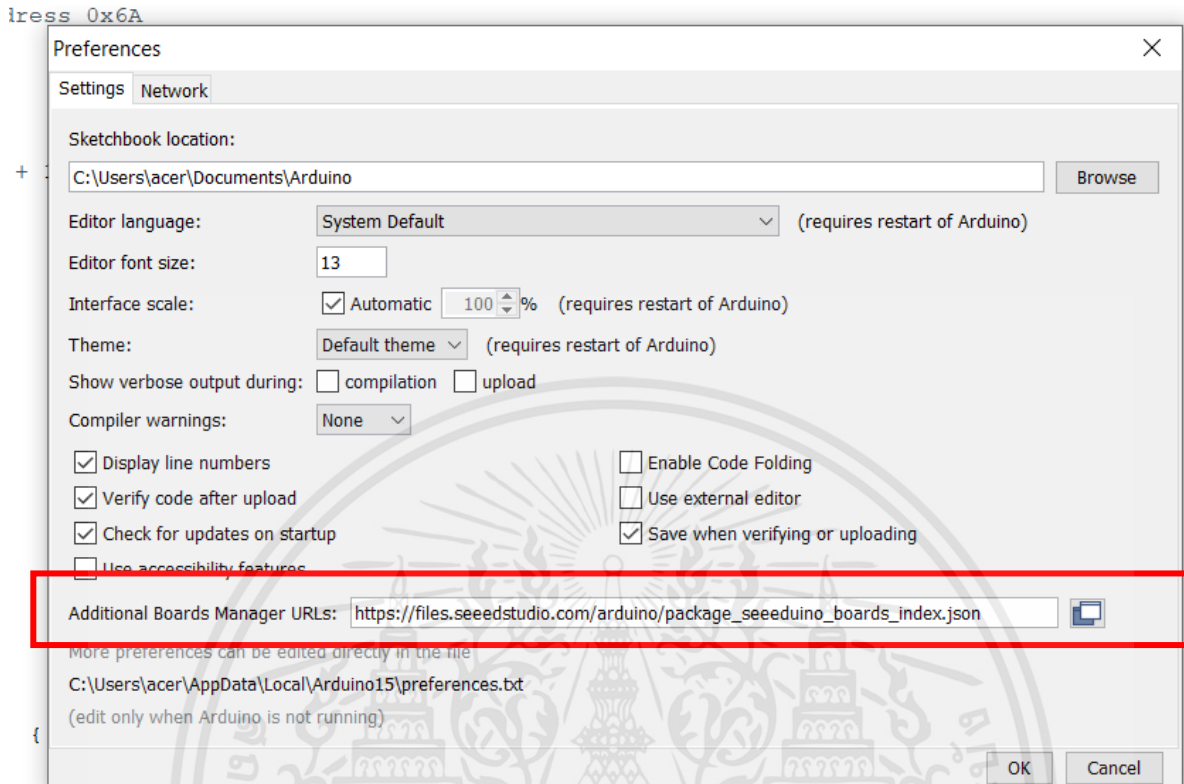 dress 0x6A
Preferences
Settings Network
Sketchbook location:
+
C:\Users\acer\Documents\Arduino Browse
Editor language: System Default (requires restart of Arduino)
Editor font size: 13
Interface scale: Automatic 100 % (requires restart of Arduino)
Theme: Default theme (requires restart of Arduino)
Show verbose output during: compilation upload
Compiler warnings: None
Display line numbers Enable Code Folding
Verify code after upload Use external editor
Check for updates on startup Save when verifying or uploading
Use accessibility features
Additional Boards Manager URLs: https://files.seeedstudio.com/arduino/package_seeeduino_boards_index.json
More preferences can be edited directly in the file
C:\Users\acer\AppData\Local\Arduino15\preferences.txt
(edit only when Arduino is not running)
{
OK Cancel